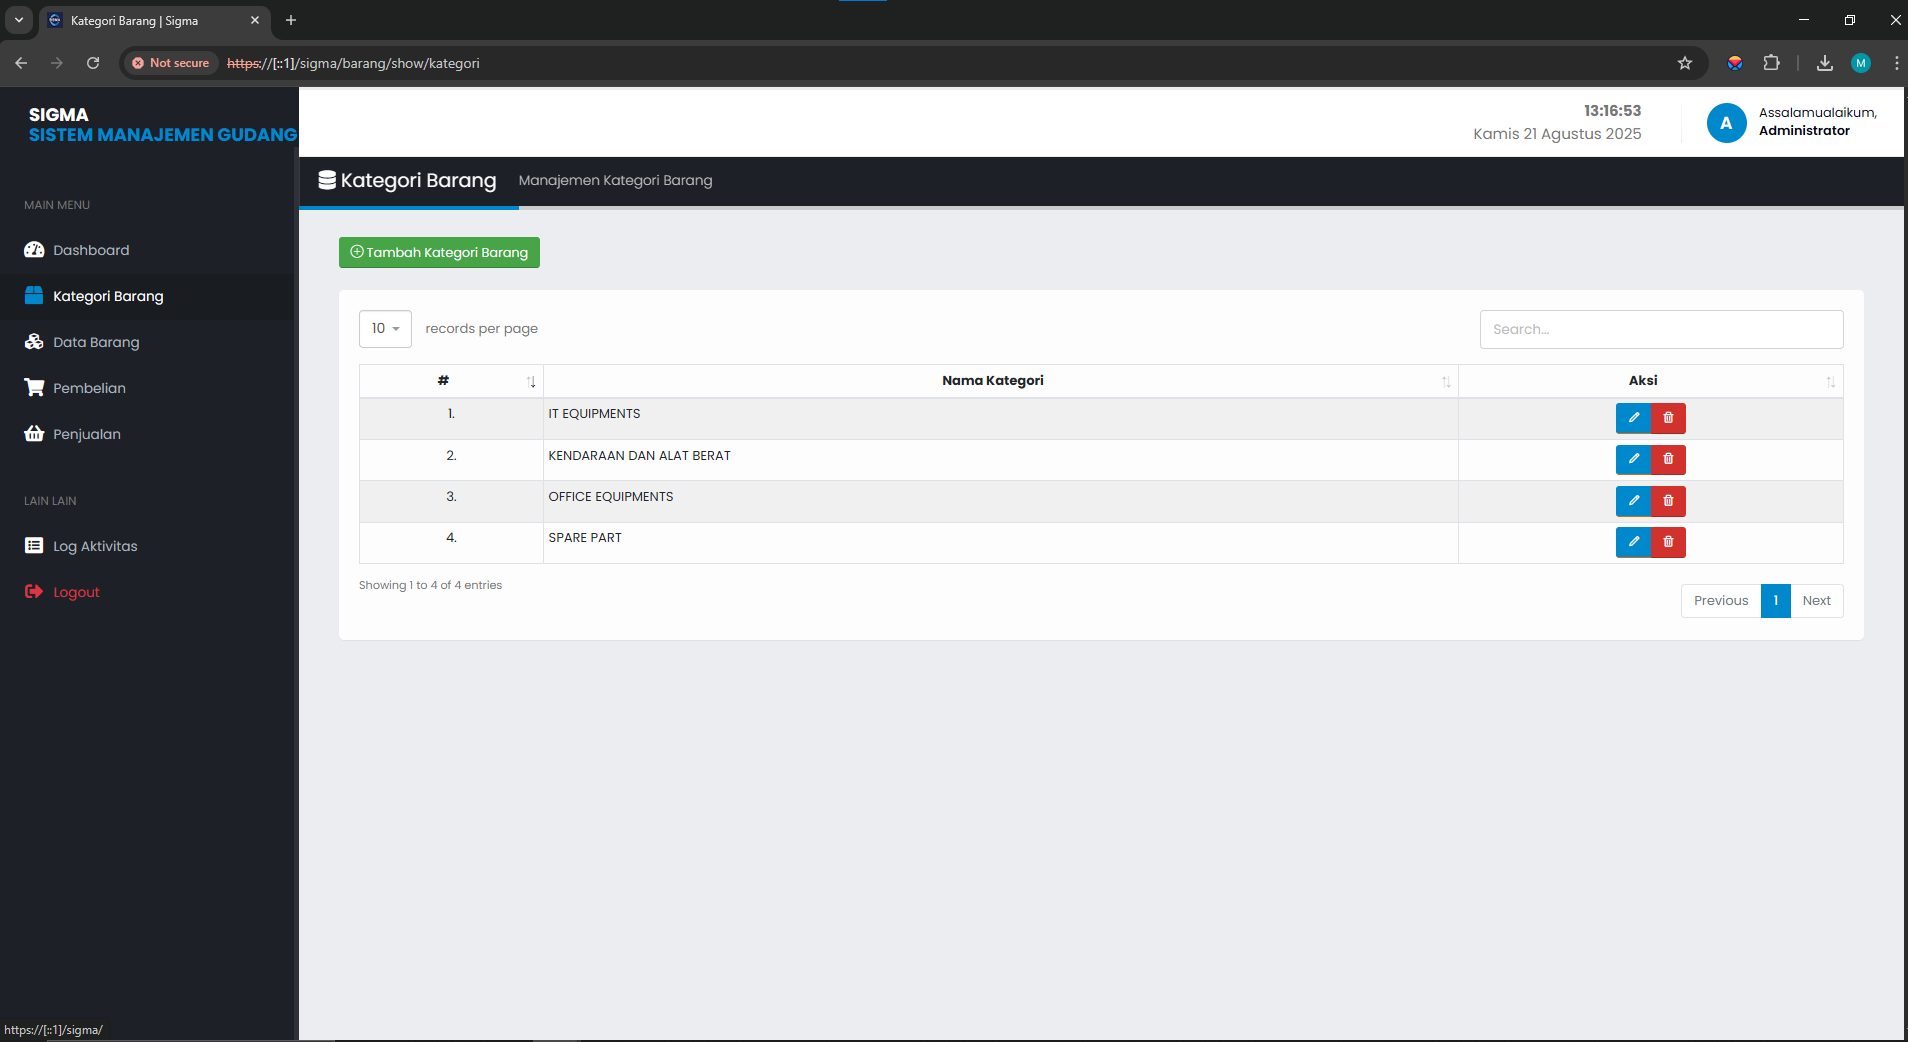 Kategori Barang | Sigma
Not secure
https://[::1]/sigma/barang/show/kategori
M
SIGMA
SISTEM MANAJEMEN GUDANG
13:16:53
Kamis 21 Agustus 2025
A
Assalamualaikum,
Administrator
Kategori Barang
Manajemen Kategori Barang
MAIN MENU
Dashboard
Kategori Barang
Data Barang
Pembelian
Penjualan
LAIN LAIN
Log Aktivitas
Logout
Tambah Kategori Barang
10 records per page
Search...
# Nama Kategori Aksi
1. IT EQUIPMENTS
2. KENDARAAN DAN ALAT BERAT
3. OFFICE EQUIPMENTS
4. SPARE PART
Showing 1 to 4 of 4 entries
Previous 1 Next
https://[::1]/sigma/